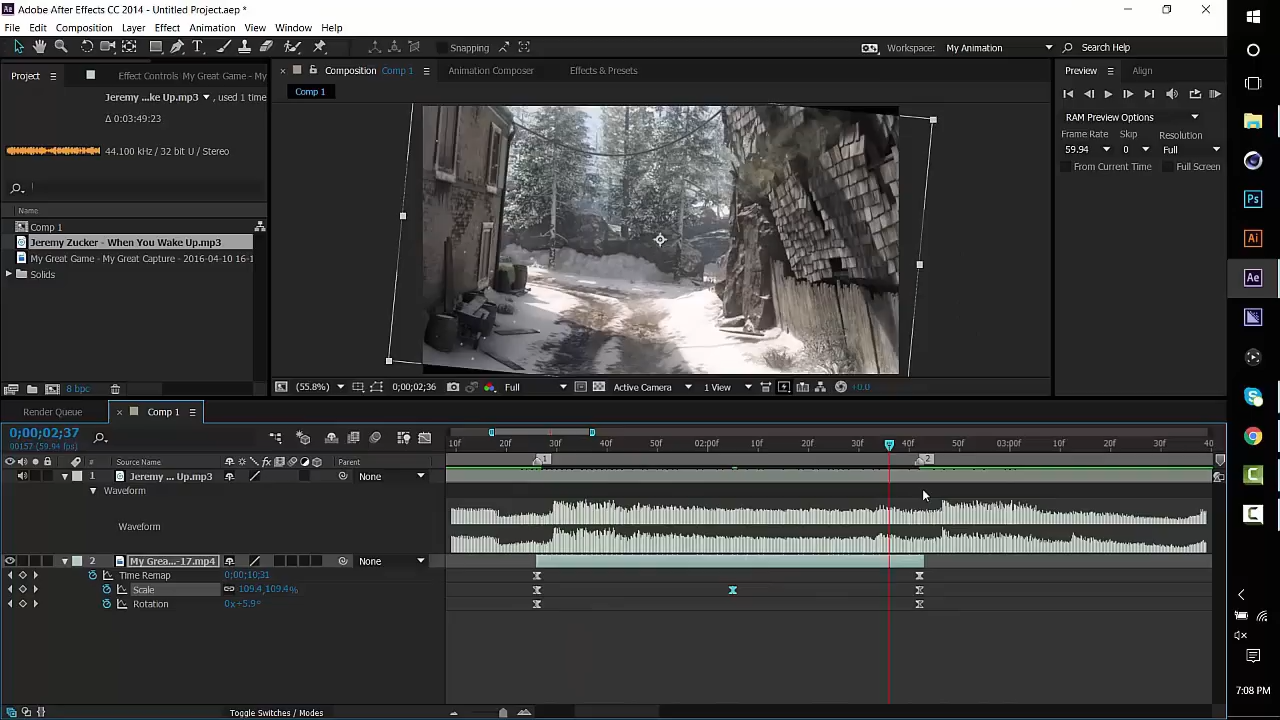 Adobe After Effects CC 2014 - Untitled Project.aep *
File Edit Composition Layer Effect Animation View Window Help
Snapping
Workspace: My Animation
Search Help
Project
Effect Controls: My Great Game - My
Composition Comp 1
Animation Composer
Effects & Presets
Preview
Align
Comp 1
Jeremy ...ke Up.mp3 , used 1 time
Δ 0:03:49:23
44.100 kHz / 32 bit U / Stereo
RAM Preview Options
Frame Rate Skip Resolution
59.94 0 Full
From Current Time Full Screen
Name
Comp 1
Jeremy Zucker - When You Wake Up.mp3
My Great Game - My Great Capture - 2016-04-10 16-1
Solids
8 bpc
(55.8%) 0;00;02;36 Full Active Camera 1 View +0.0
Render Queue
Comp 1
0;00;02;37
00157 (59.94 fps)
10f 20f 30f 40f 50f 02:00f 10f 20f 30f 40f 50f 03:00f 10f 20f 30f 40
# Source Name Parent
1 2
1 Jeremy ... Up.mp3 None
Waveform
Waveform
2 My Grea...-17.mp4 None
Time Remap 0;00;10;31
Scale 109.4,109.4%
Rotation 0x+5.9°
Toggle Switches / Modes
Ps
Ai
Ae
7:08 PM